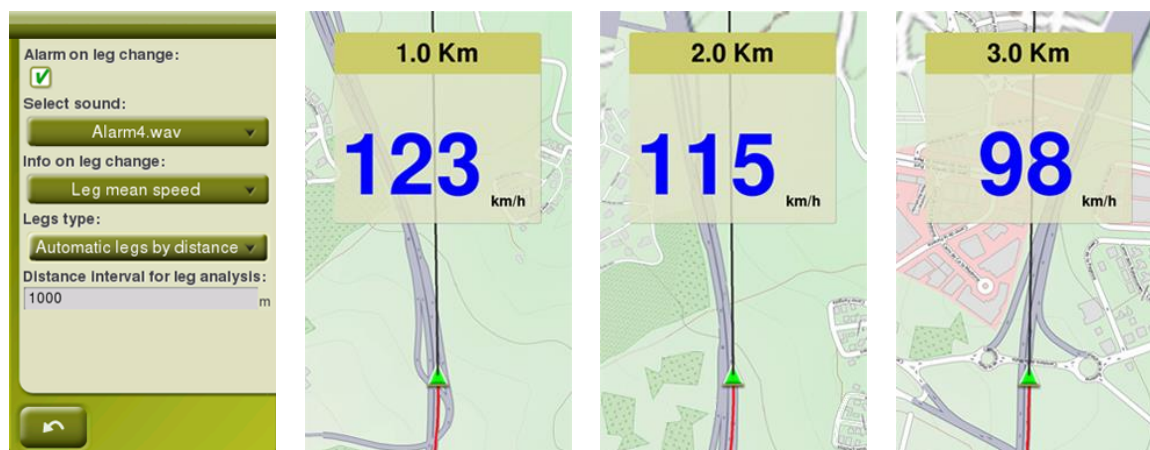 Alarm on leg change:
Select sound:
Alarm4.wav
Info on leg change:
Leg mean speed
Legs type:
Automatic legs by distance
Distance interval for leg analysis:
1000
m
1.0 Km
123
km/h
2.0 Km
115
km/h
3.0 Km
98
km/h